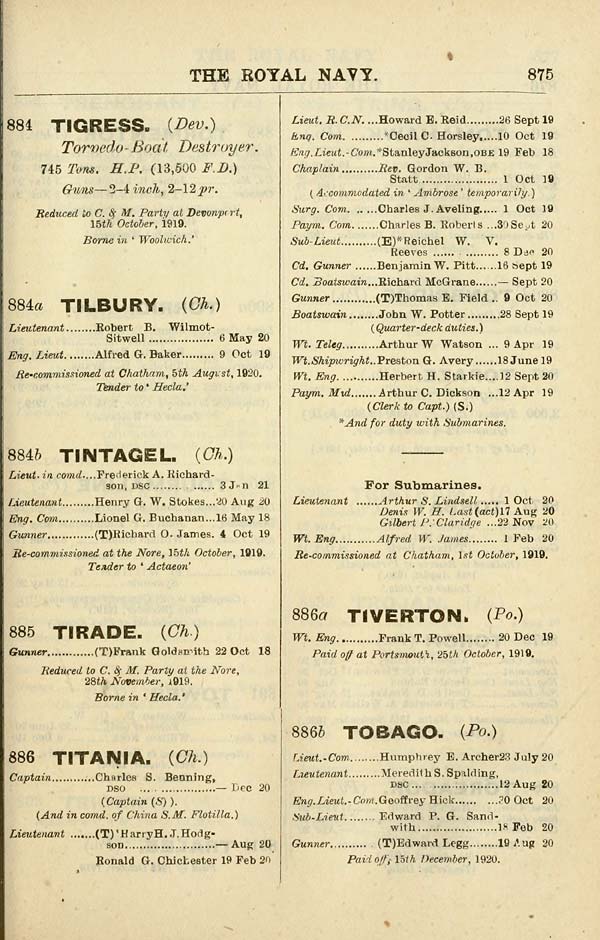 THE ROYAL NAVY. 875
884 TIGRESS. (Dev.)
Torpedo-Boat Destroyer.
745 Tons. H.P. (13,500 F.D.)
Guns—2-4 inch, 2-12 pr.
Reduced to C. & M. Party at Devonport,
15th October, 1919.
Borne in ' Woolwich.'
884a TILBURY. (Ch.)
Lieutenant........Robert B. Wilmot-
Sitwell .................. 6 May 20
Eng. Lieut. .......Alfred G. Baker......... 9 Oct 19
Re-commissioned at Chatham, 5th August, 1920.
Tender to ' Hecla.'
884b TINTAGEL. (Ch.)
Lieut. in comd....Frederick A. Richard-
son, DSC ............... 3 Jan 21
Lieutenant.........Henry G. W. Stokes...20 Aug 20
Eng. Com.........Lionel G. Buchanan...16 May 18
Gunner............(T)Richard O. James. 4 Oct 19
Re-commissioned at the Nore, 15th October, 1919.
Tender to ' Actaeon'
885 TIRADE. (Ch.)
Gunner............(T)Frank Goldsmith 22 Oct 18
Reduced to C. & M. Party at the Nore,
28th November, 1919.
Borne in ' Hecla.'
886 TITANIA. (Ch.)
Captain............Charles S. Benning,
DSO ..................— Dec 20
(Captain (S) ).
(And in comd. of China S.M. Flotilla.)
Lieutenant .......(T)*Harry H. J. Hodg-
son.......................— Aug 20
Ronald G. Chichester 19 Feb 20
Lieut. R.C.N. ...Howard E. Reid.........26 Sept 19
Eng. Com. .........*Cecil C. Horsley.....10 Oct 19
Eng. Lieut.-Com.*Stanley Jackson, OBE 19 Feb 18
Chaplain ..........Rev. Gordon W. B.
Statt ...................... 1 Oct 19
(Accommodated in ' Ambrose' temporarily.)
Surg. Com. .. ....Charles J. Aveling..... 1 Oct 19
Paym. Com. .......Charles B. Roberts ...30 Sept 20
Sub-Lieut..........(E)*Reichel W. V.
Reeves ................. 8 Dec 20
Cd. Gunner ......Benjamin W. Pitt......16 Sept 19
Cd. Boatswain...Richard McGrane......— Sept 20
Gunner ............(T)Thomas E. Field .. 9 Oct 20
Boatswain........John W. Potter .........28 Sept 19
(Quarter-deck duties.)
Wt. Teleg..........Arthur W Watson ... 9 Apr 19
Wt. Shipwright..Preston G. Avery......18 June 19
Wt. Eng. ..........Herbert H. Starkie....12 Sept 20
Paym. Mid.......Arthur C. Dickson ...12 Apr 19
(Clerk to Capt.) (S.)
*And for duty with Submarines.
For Submarines.
Lieutenant ......Arthur S. Lindsell ..... 1 Oct 20
Denis W. H. Last (act) 17 Aug 20
Gilbert P. Claridge ...22 Nov 20
Wt. Eng...........Alfred W. James........ 1 Feb 20
Re-commissioned at Chatham, 1st October, 1919.
886a TIVERTON. (Po.)
Wt. Eng. ..........Frank T. Powell........ 20 Dec 19
Paid off at Portsmouth, 25th October, 1919.
886b TOBAGO. (Po.)
Lieut.-Com........Humphrey E. Archer 23 July 20
Lieutenant.........Meredith S. Spalding,
DSC .......................12 Aug 20
Eng. Lieut.-Com.Geoffrey Hick...... ...20 Oct 20
Sub-Lieut........ Edward P. G. Sand-
with.......................18 Feb 20
Gunner.......... (T)Edward Legg........19 Aug 20
Paid off, 15th December, 1920.